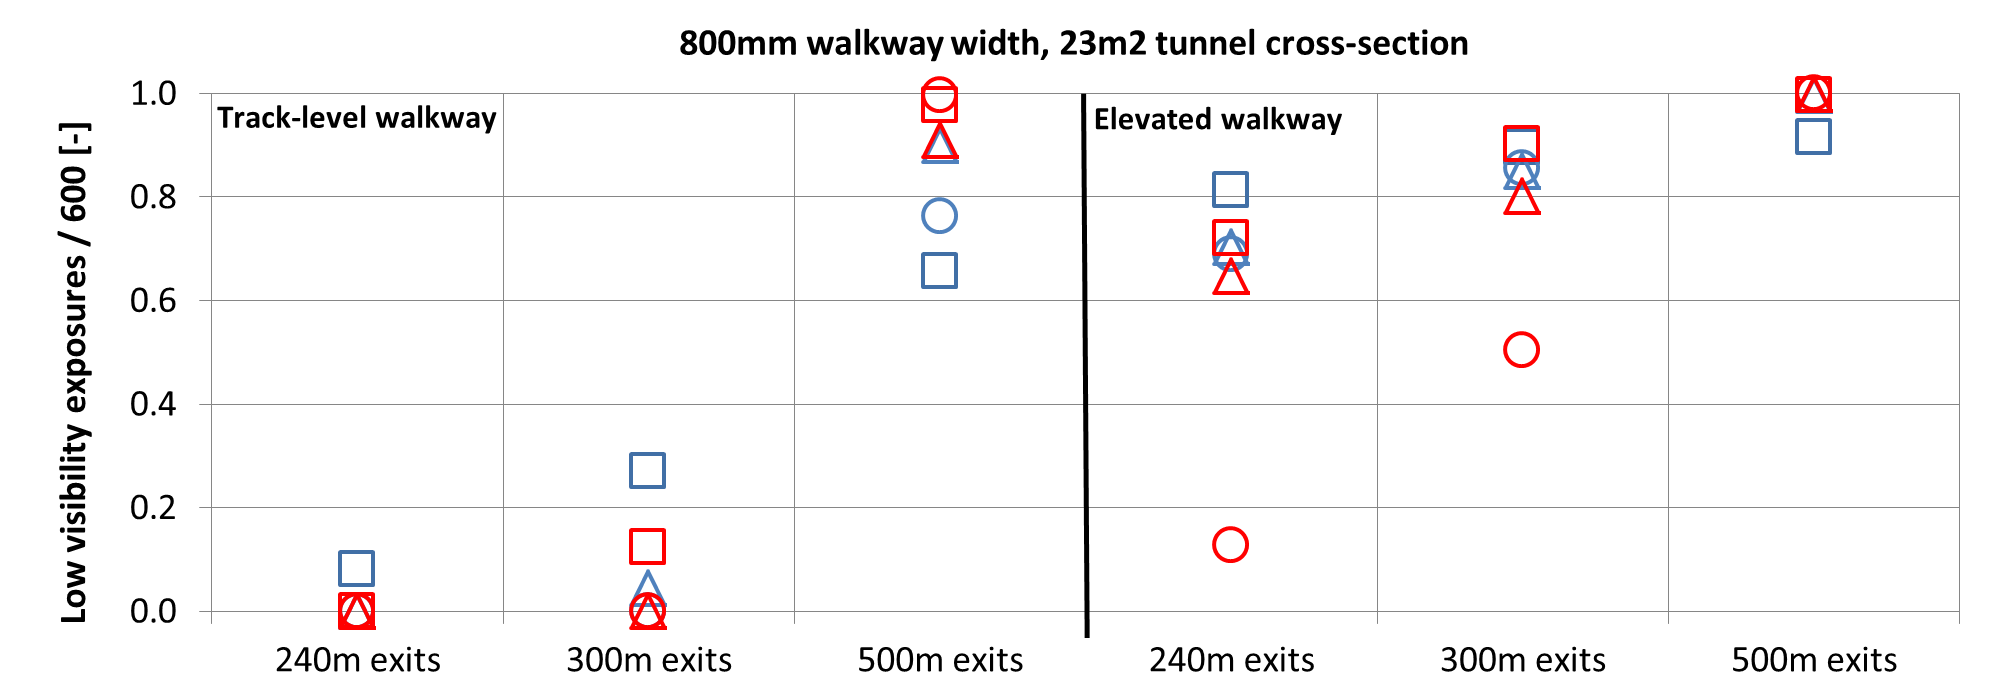 800mm walkway width, 23m2 tunnel cross-section
Low visibility exposures / 600 [-]
1.0
0.8
0.6
0.4
0.2
0.0
Track-level walkway
Elevated walkway
240m exits
300m exits
500m exits
240m exits
300m exits
500m exits